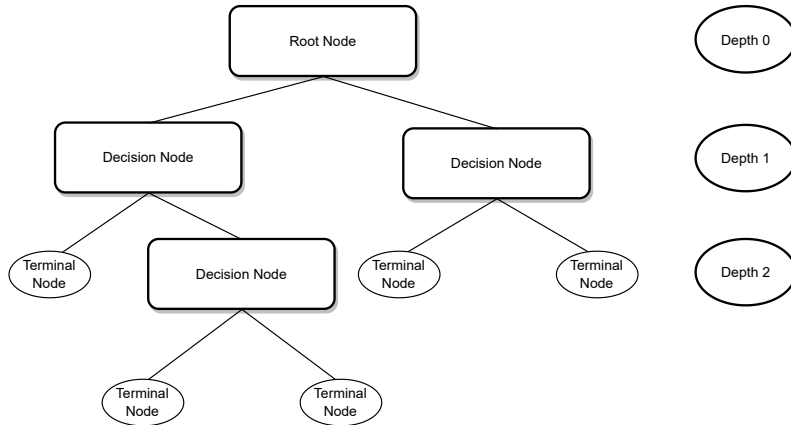 Root Node
Depth 0
Decision Node
Decision Node
Depth 1
Terminal
Node
Decision Node
Terminal
Node
Terminal
Node
Depth 2
Terminal
Node
Terminal
Node